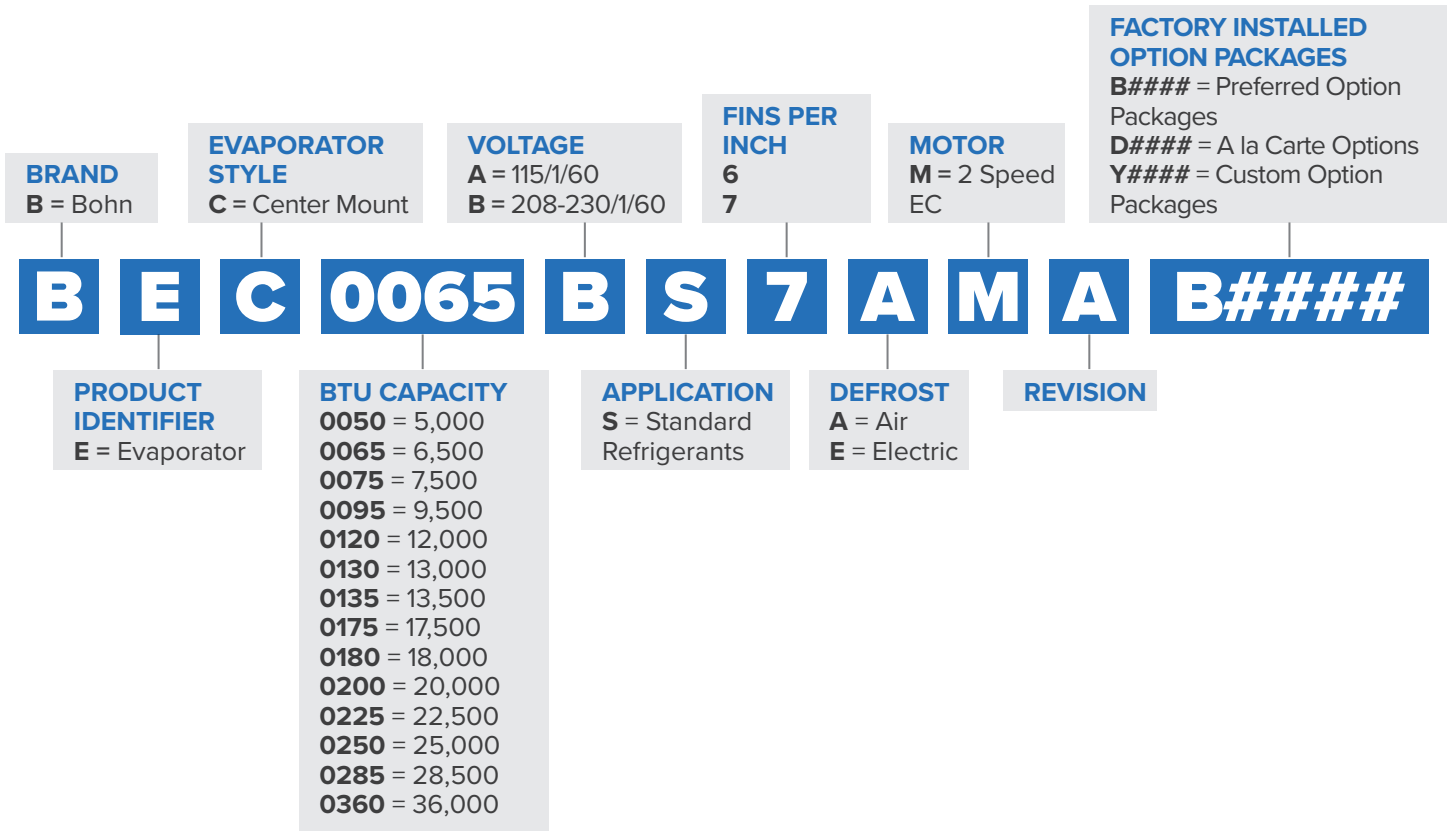 BRAND
B = Bohn
EVAPORATOR
STYLE
C = Center Mount
VOLTAGE
A = 115/1/60
B = 208-230/1/60
FINS PER
INCH
6
7
MOTOR
M = 2 Speed
EC
FACTORY INSTALLED
OPTION PACKAGES
B#### = Preferred Option
Packages
D#### = A la Carte Options
Y#### = Custom Option
Packages
B E C 0065 B S 7 A M A B####
PRODUCT
IDENTIFIER
E = Evaporator
BTU CAPACITY
0050 = 5,000
0065 = 6,500
0075 = 7,500
0095 = 9,500
0120 = 12,000
0130 = 13,000
0135 = 13,500
0175 = 17,500
0180 = 18,000
0200 = 20,000
0225 = 22,500
0250 = 25,000
0285 = 28,500
0360 = 36,000
APPLICATION
S = Standard
Refrigerants
DEFROST
A = Air
E = Electric
REVISION